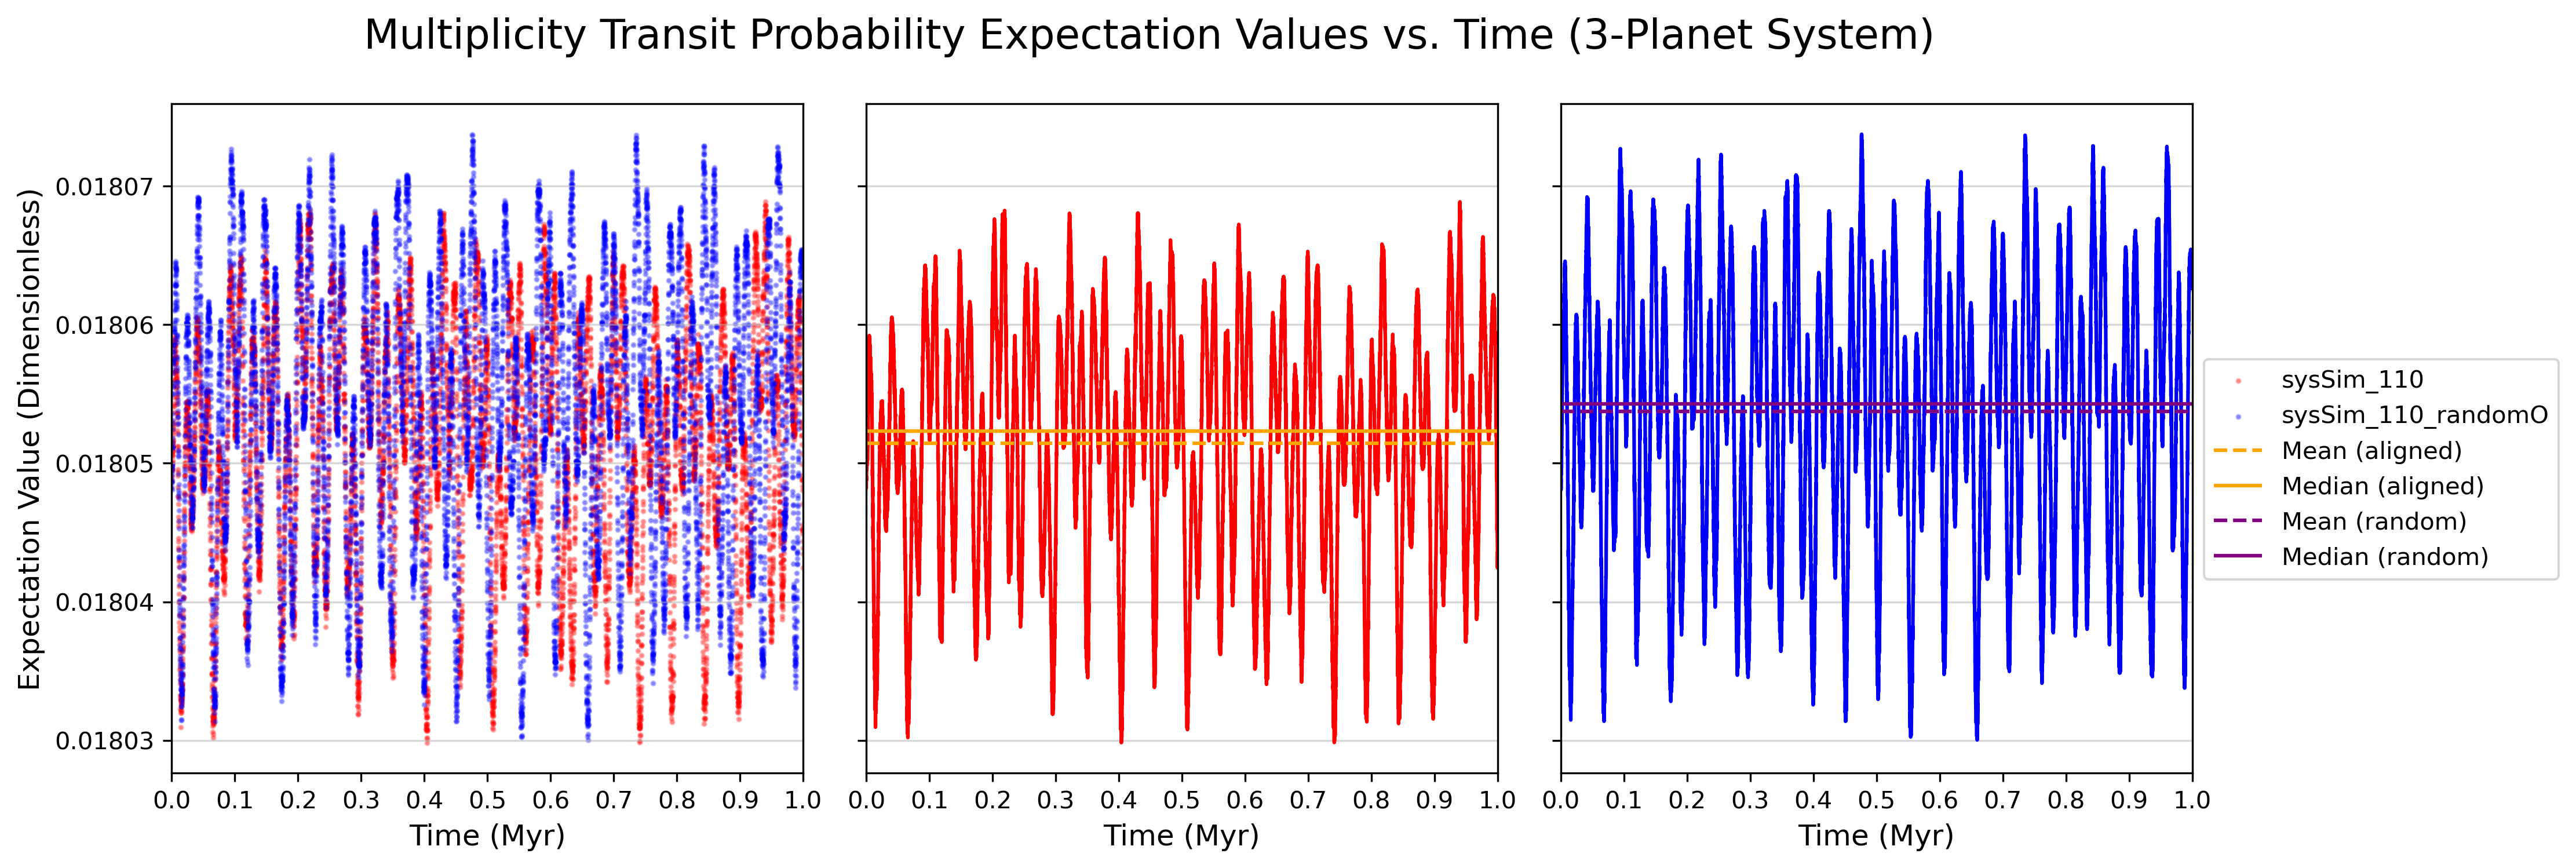 Multiplicity Transit Probability Expectation Values vs. Time (3-Planet System)
Expectation Value (Dimensionless)
0.01807
0.01806
0.01805
0.01804
0.01803
0.0 0.1 0.2 0.3 0.4 0.5 0.6 0.7 0.8 0.9 1.0
Time (Myr)
0.0 0.1 0.2 0.3 0.4 0.5 0.6 0.7 0.8 0.9 1.0
Time (Myr)
0.0 0.1 0.2 0.3 0.4 0.5 0.6 0.7 0.8 0.9 1.0
Time (Myr)
sysSim_110
sysSim_110_randomO
Mean (aligned)
Median (aligned)
Mean (random)
Median (random)